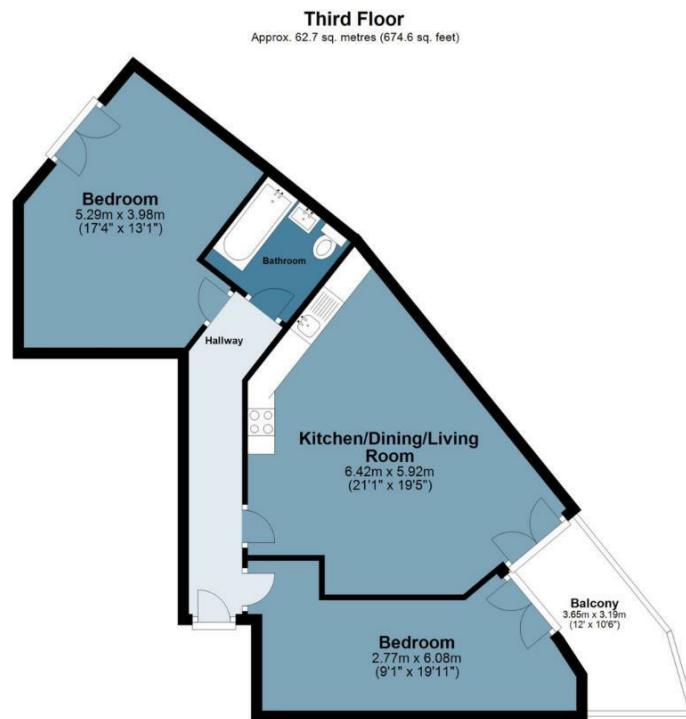 Third Floor
Approx. 62.7 sq. metres (674.6 sq. feet)
Bedroom
5.29m x 3.98m
(17'4" x 13'1")
Bathroom
Hallway
Kitchen/Dining/Living
Room
6.42m x 5.92m
(21'1" x 19'5")
Balcony
3.65m x 3.19m
(12' x 10'6")
Bedroom
2.77m x 6.08m
(9'1" x 19'11")